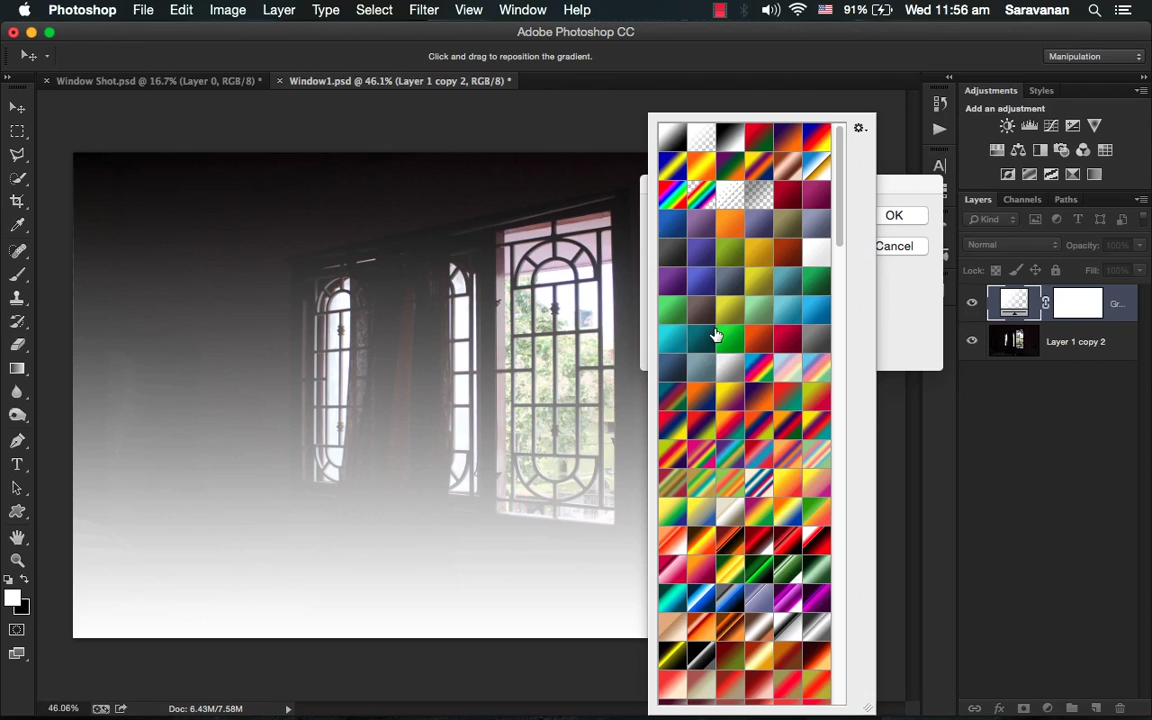 Photoshop File Edit Image Layer Type Select Filter View Window Help 91% Wed 11:56 am Saravanan
Adobe Photoshop CC
Click and drag to reposition the gradient. Manipulation
Window Shot.psd @ 16.7% (Layer 0, RGB/8) * Window1.psd @ 46.1% (Layer 1 copy 2, RGB/8) *
Adjustments Styles
Add an adjustment
Layers Channels Paths
Kind
OK
Normal Opacity: 100%
Cancel
Lock: Fill: 100%
Gr...
Layer 1 copy 2
46.06% Doc: 6.43M/7.58M